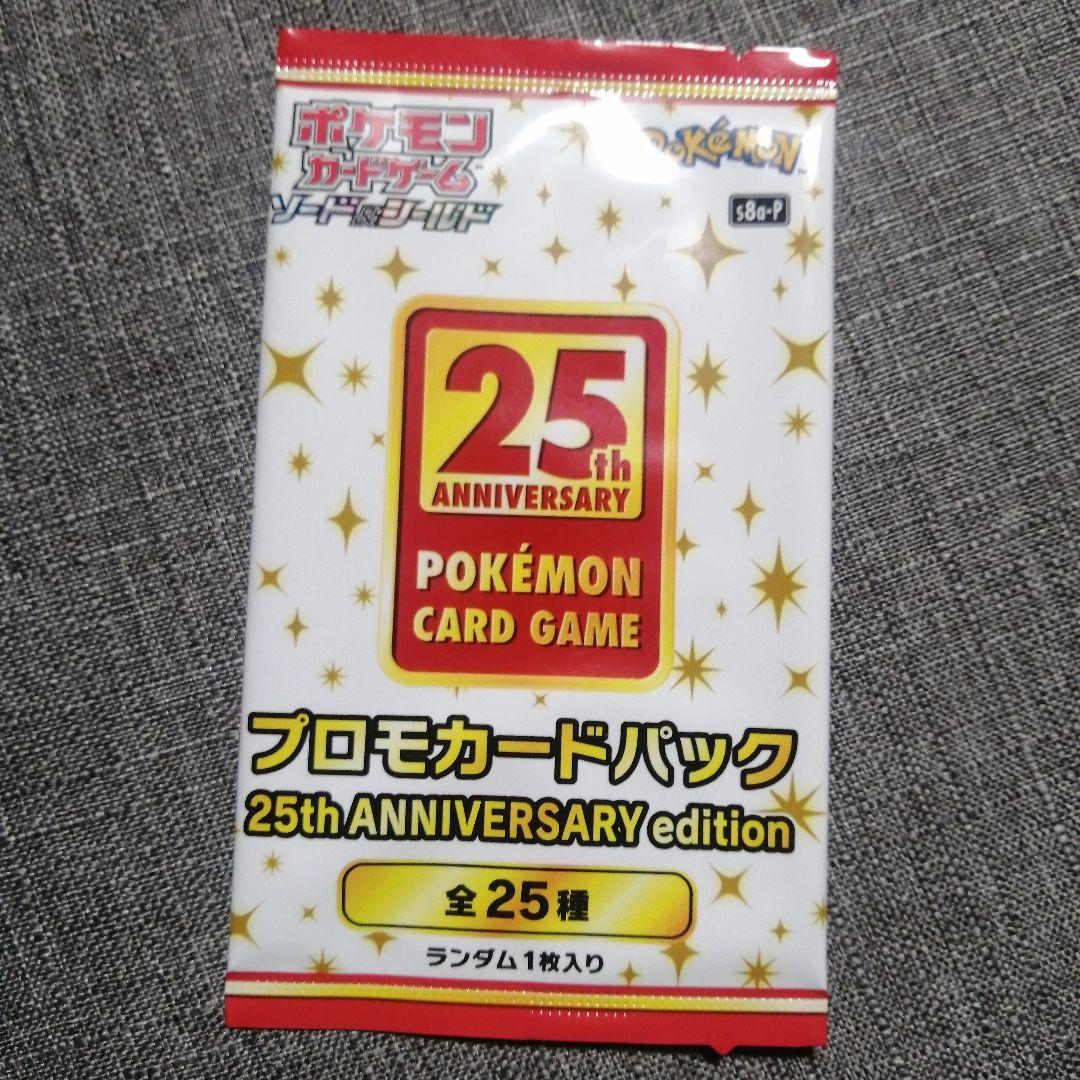 ポケモン
カードゲーム
ソード&シールド
POKÉMON
s8a-P
25th
ANNIVERSARY
POKÉMON
CARD GAME
プロモカードパック
25th ANNIVERSARY edition
全25種
ランダム1枚入り